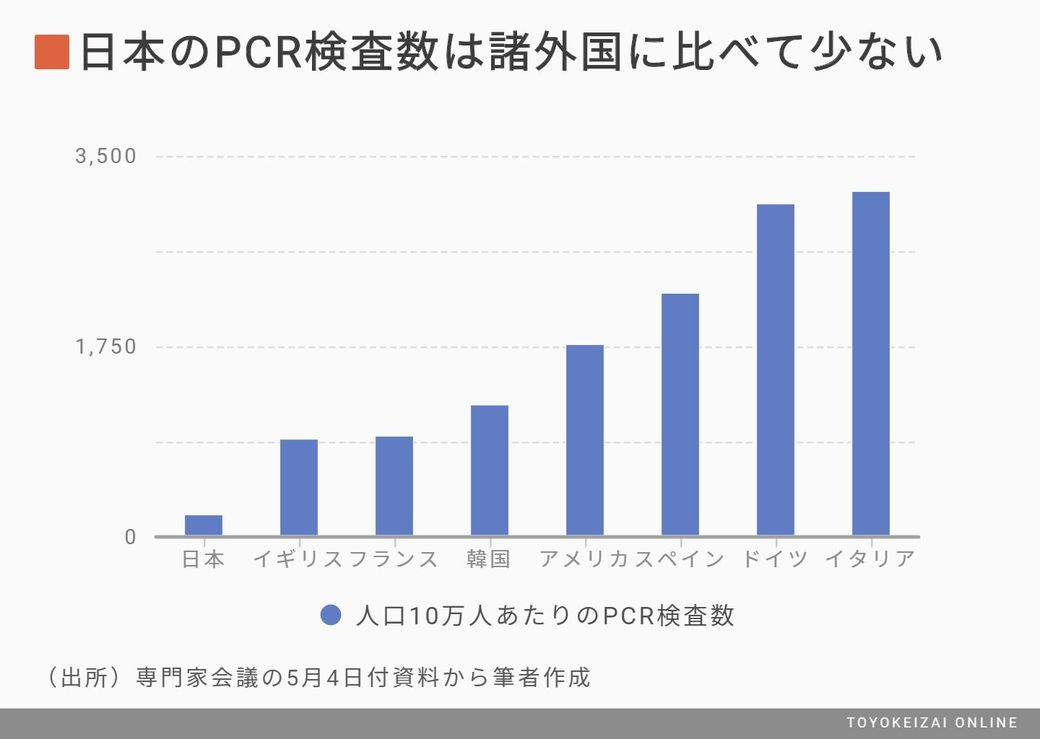 日本のPCR検査数は諸外国に比べて少ない
3,500
1,750
0
日本 イギリス フランス 韓国 アメリカ スペイン ドイツ イタリア
人口10万人あたりのPCR検査数
（出所）専門家会議の5月4日付資料から筆者作成
TOYOKEIZAI ONLINE